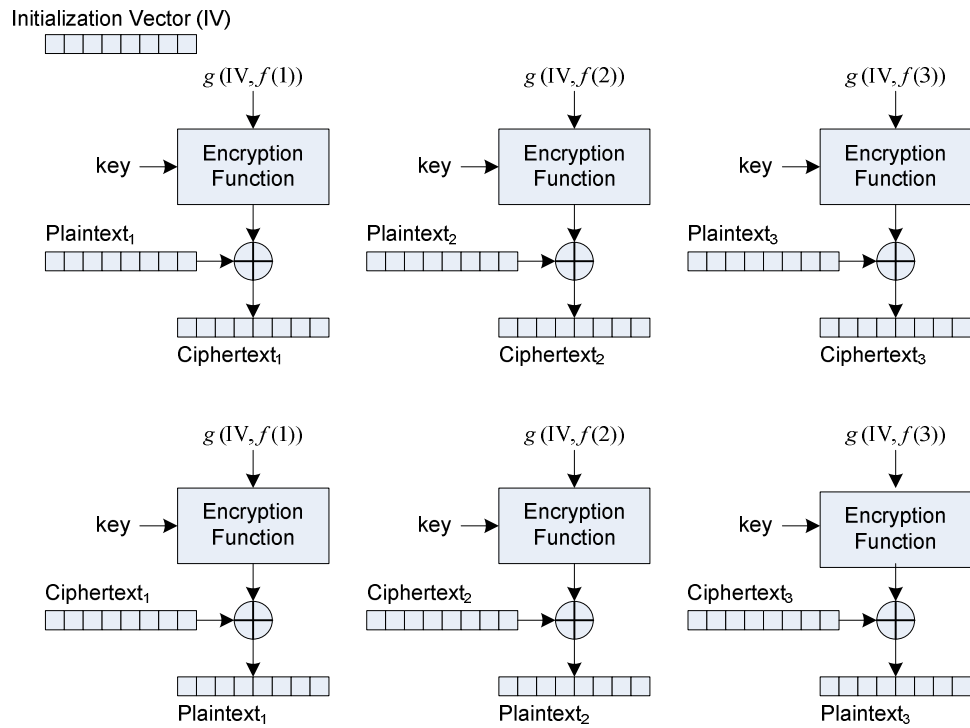 Initialization Vector (IV)
g (IV, f(1)) g (IV, f(2)) g (IV, f(3))
key Encryption Function key Encryption Function key Encryption Function
Plaintext₁ Plaintext₂ Plaintext₃
Ciphertext₁ Ciphertext₂ Ciphertext₃
g (IV, f(1)) g (IV, f(2)) g (IV, f(3))
key Encryption Function key Encryption Function key Encryption Function
Ciphertext₁ Ciphertext₂ Ciphertext₃
Plaintext₁ Plaintext₂ Plaintext₃